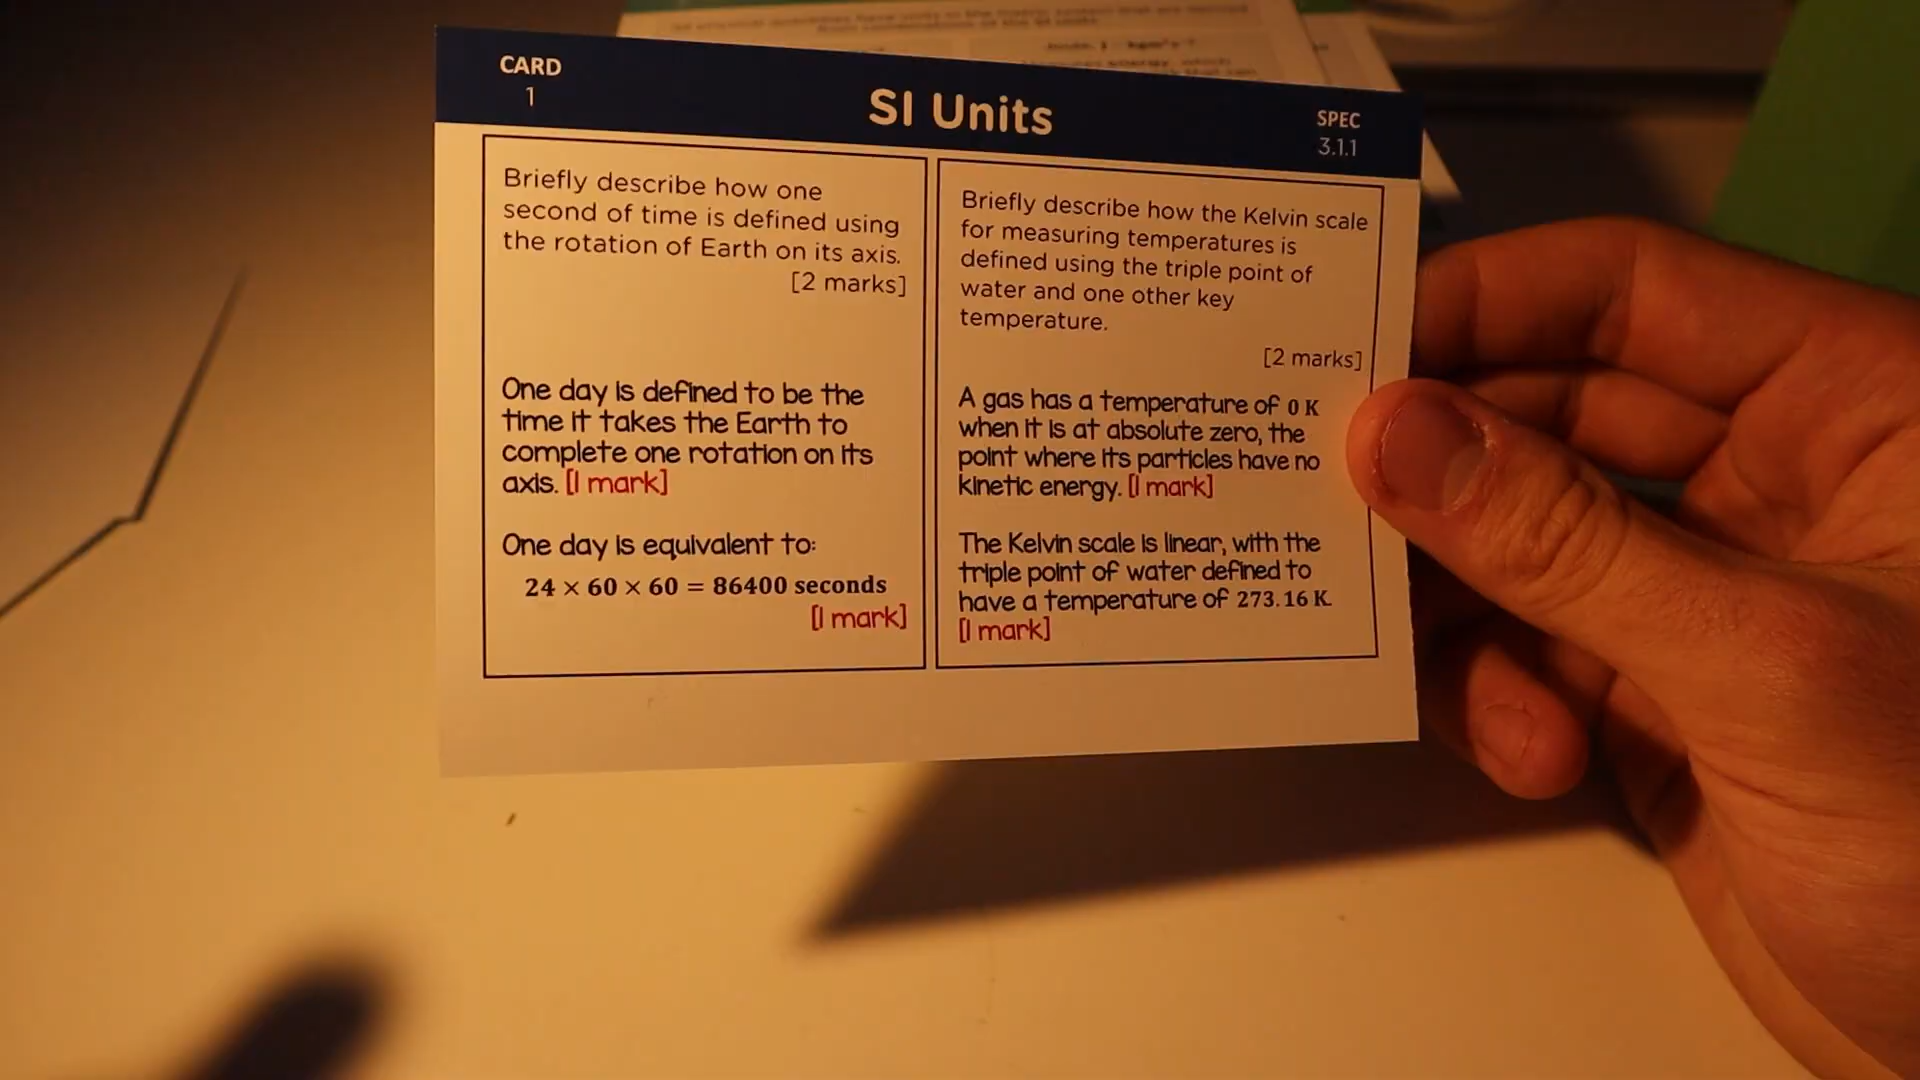 CARD
1
SI Units
SPEC
3.1.1
Briefly describe how one
second of time is defined using
the rotation of Earth on its axis.
[2 marks]
One day is defined to be the
time it takes the Earth to
complete one rotation on its
axis. [1 mark]
One day is equivalent to:
24 × 60 × 60 = 86400 seconds
[1 mark]
Briefly describe how the Kelvin scale
for measuring temperatures is
defined using the triple point of
water and one other key
temperature.
[2 marks]
A gas has a temperature of 0 K
when it is at absolute zero, the
point where its particles have no
kinetic energy. [1 mark]
The Kelvin scale is linear, with the
triple point of water defined to
have a temperature of 273.16 K.
[1 mark]